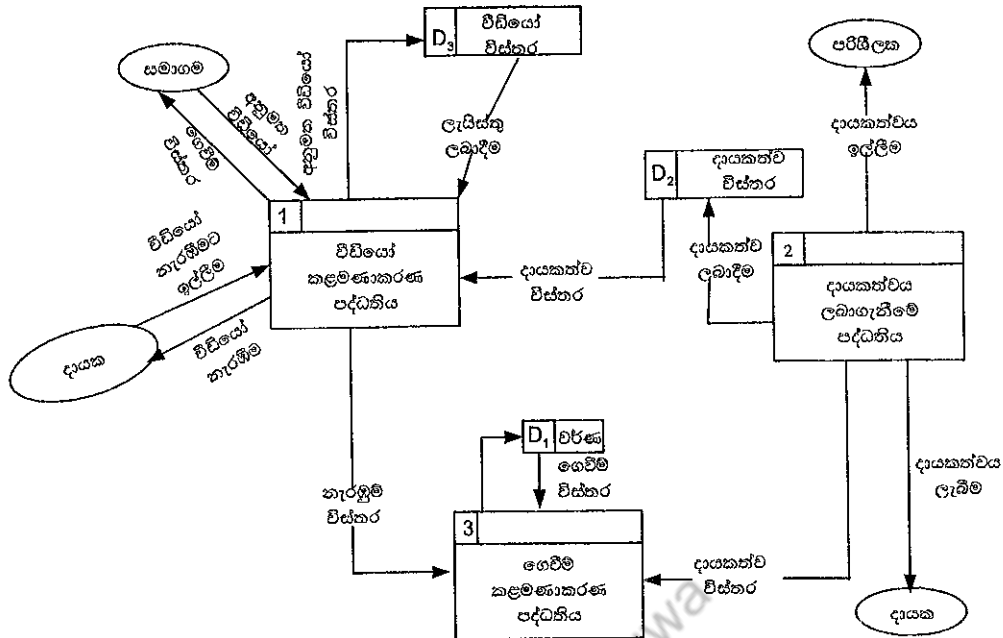 D3
වීඩියෝ
විස්තර
සමාගම
පරිශීලක
අනුමත
වීඩියෝ
අනුමත වීඩියෝ
විස්තර
ගෙවීම්
විස්තර
ලැයිස්තු
ලබාදීම
දායකත්වය
ඉල්ලීම
D2
දායකත්ව
විස්තර
1
වීඩියෝ
කළමණාකරණ
පද්ධතිය
වීඩියෝ
නැරඹීමට
ඉල්ලීම
දායකත්ව
විස්තර
දායකත්ව
ලබාදීම
2
දායකත්වය
ලබාගැනීමේ
පද්ධතිය
දායක
වීඩියෝ
නැරඹීම
D1
වර්ණ
ගෙවීම්
විස්තර
නැරඹුම්
විස්තර
දායකත්වය
ලැබීම
3
ගෙවීම්
කළමණාකරණ
පද්ධතිය
දායකත්ව
විස්තර
දායක
wa